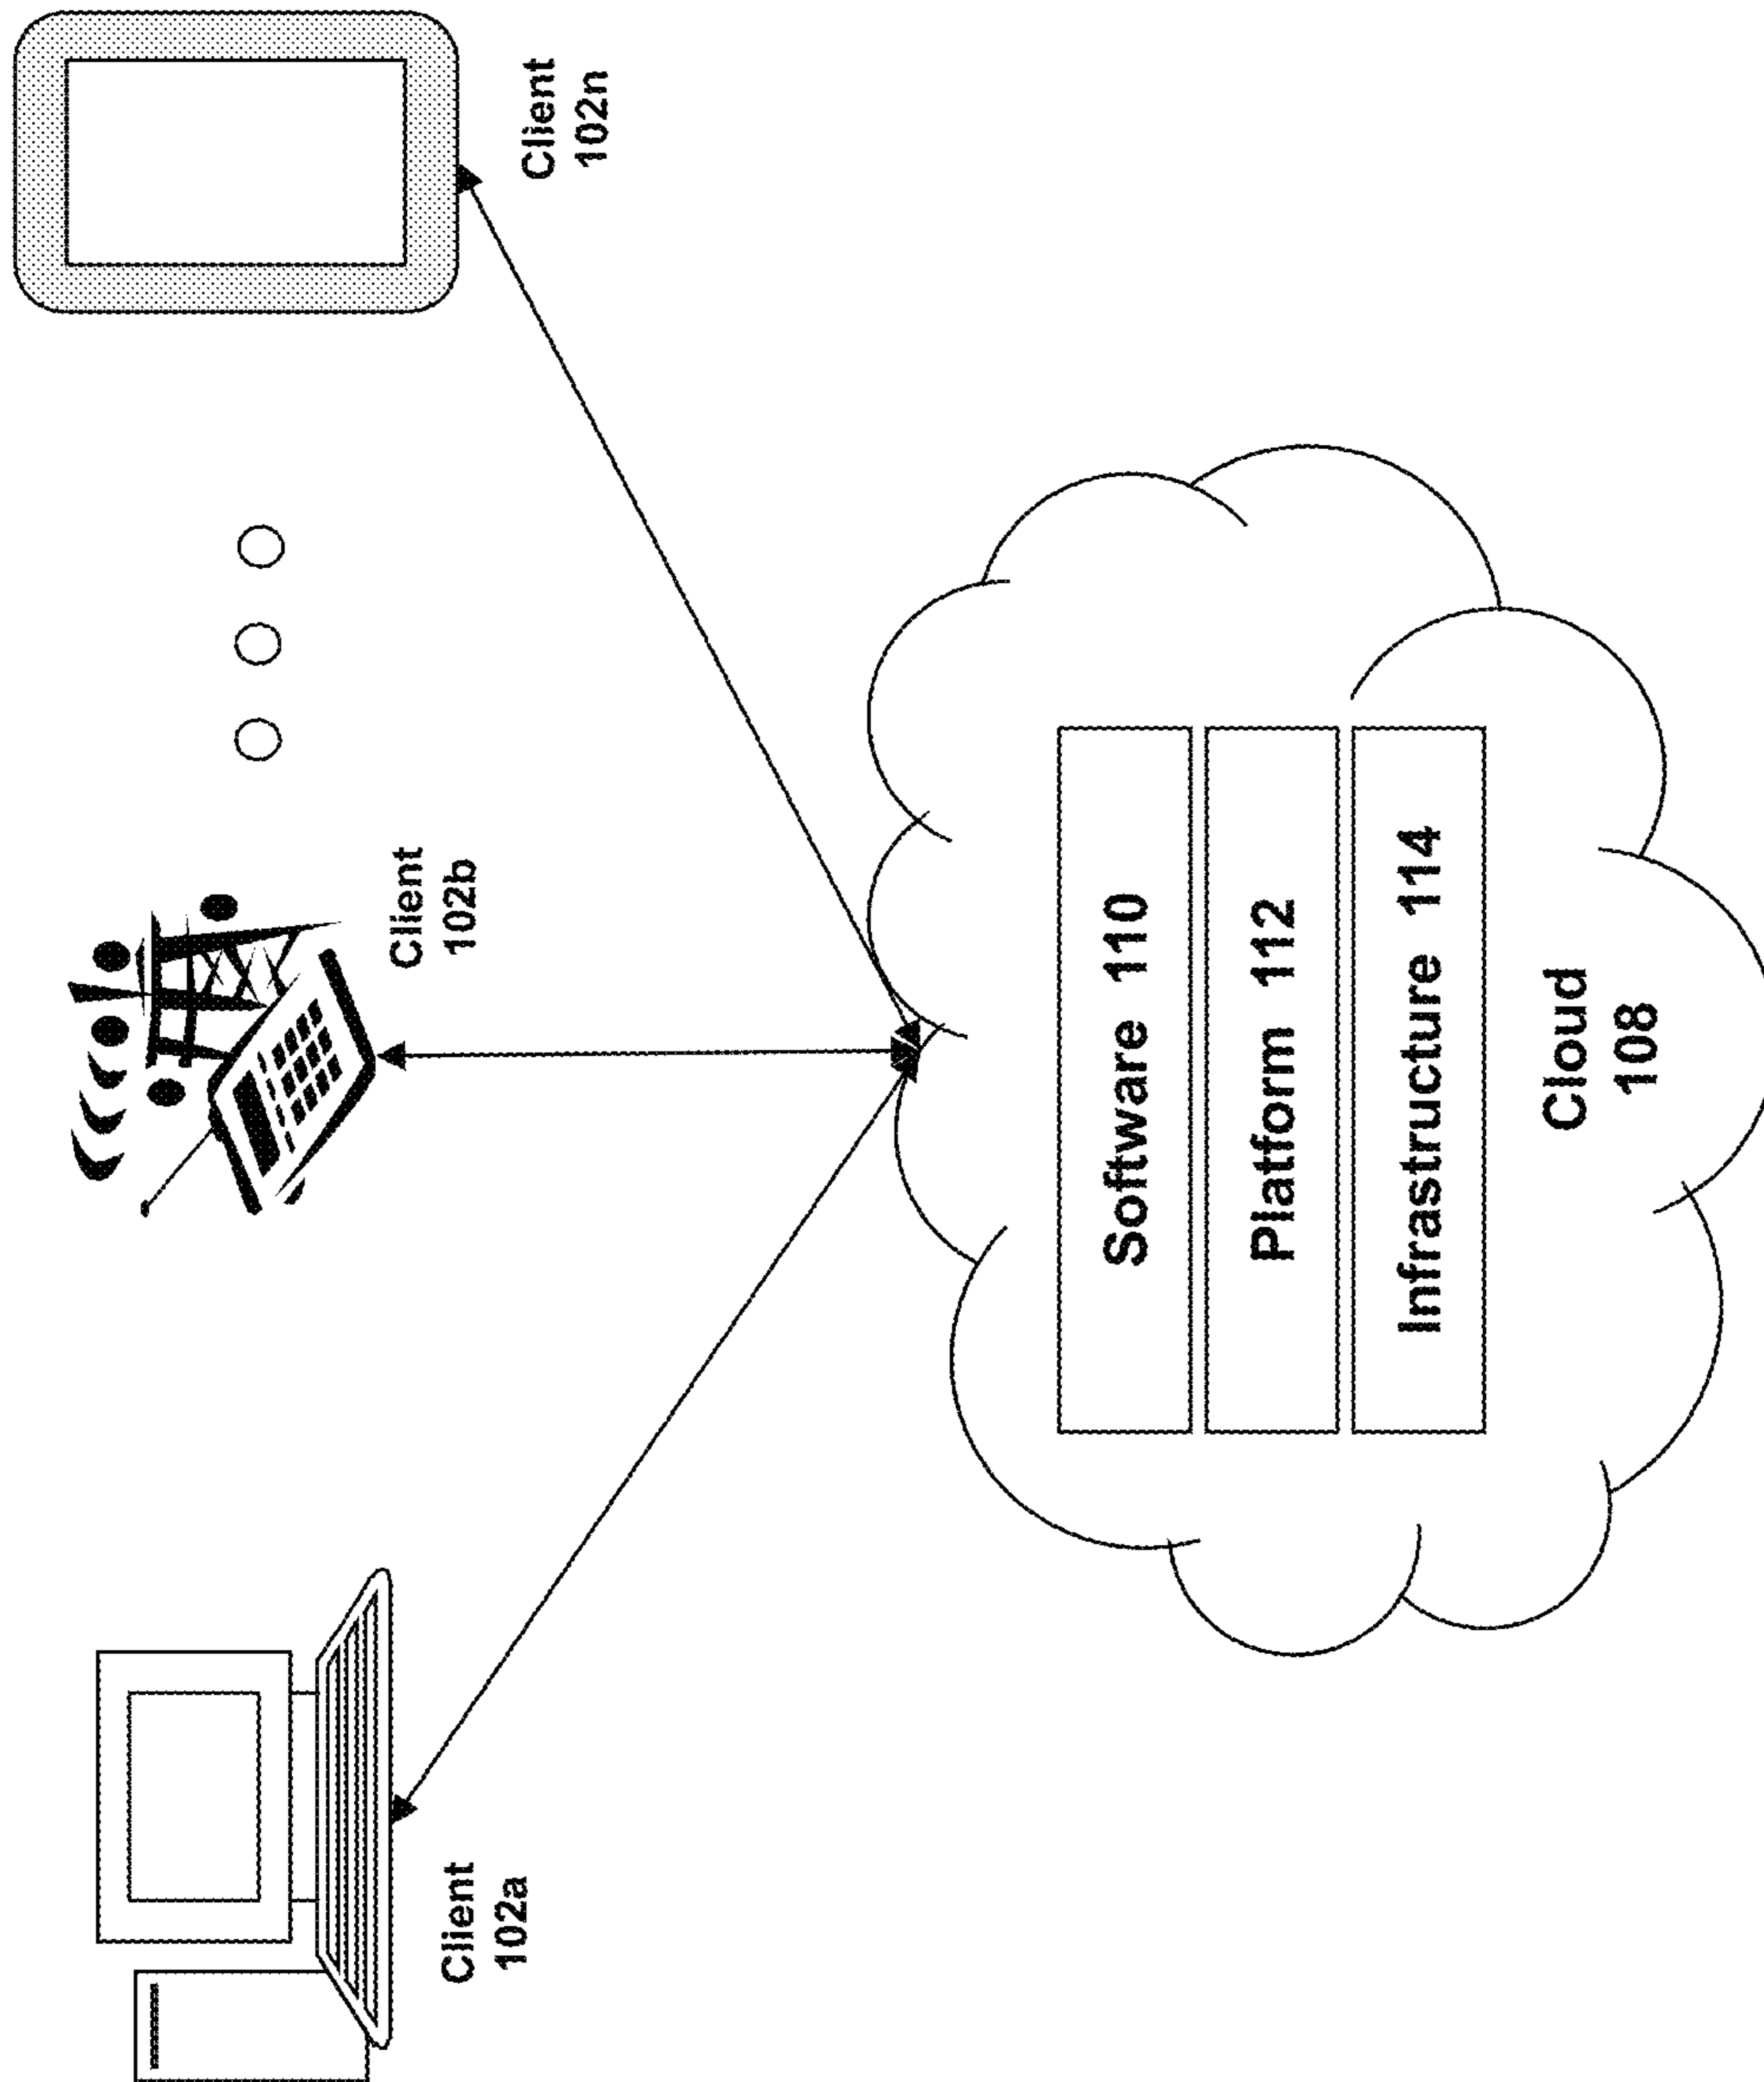 Client
102a
Client
102b
Client
102n
Software 110
Platform 112
Infrastructure 114
Cloud
108